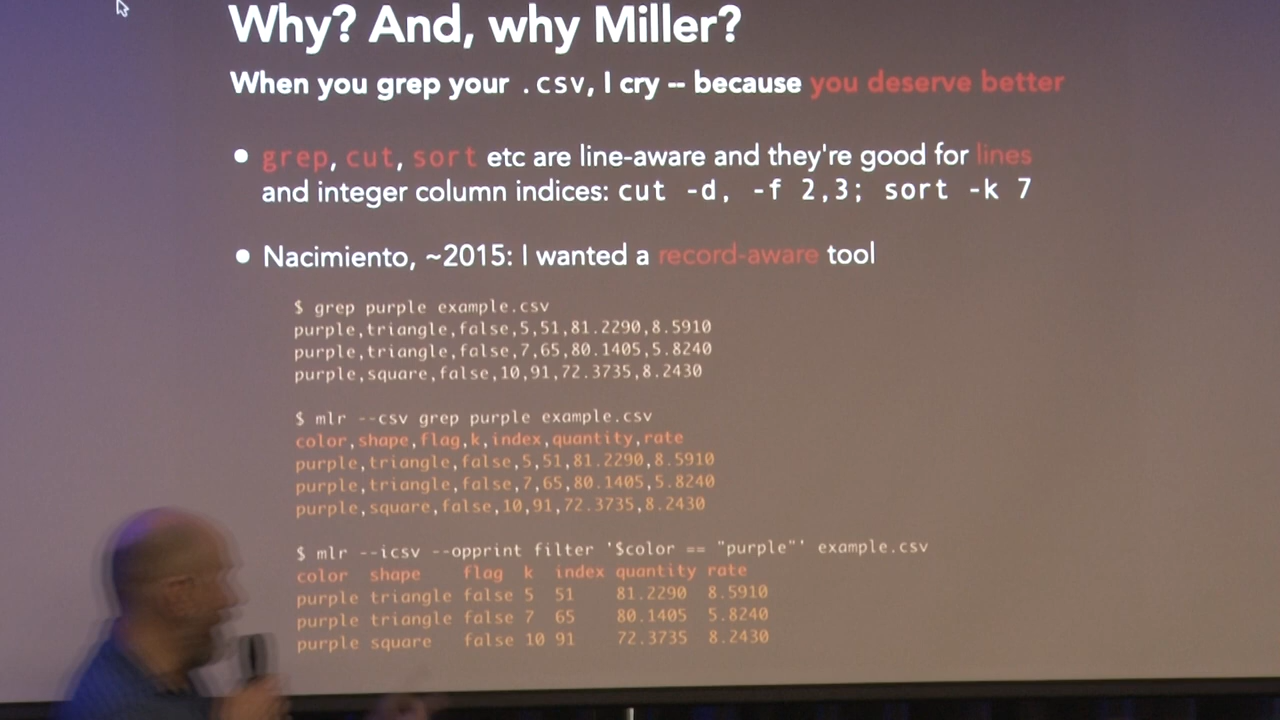 Why? And, why Miller?
When you grep your .csv, I cry -- because you deserve better
• grep, cut, sort etc are line-aware and they're good for lines
and integer column indices: cut -d, -f 2,3; sort -k 7
• Nacimiento, ~2015: I wanted a record-aware tool
$ grep purple example.csv
purple,triangle,false,5,51,81.2290,8.5910
purple,triangle,false,7,65,80.1405,5.8240
purple,square,false,10,91,72.3735,8.2430
$ mlr --csv grep purple example.csv
color,shape,flag,k,index,quantity,rate
purple,triangle,false,5,51,81.2290,8.5910
purple,triangle,false,7,65,80.1405,5.8240
purple,square,false,10,91,72.3735,8.2430
$ mlr --icsv --opprint filter '$color == "purple"' example.csv
color shape flag k index quantity rate
purple triangle false 5 51 81.2290 8.5910
purple triangle false 7 65 80.1405 5.8240
purple square false 10 91 72.3735 8.2430